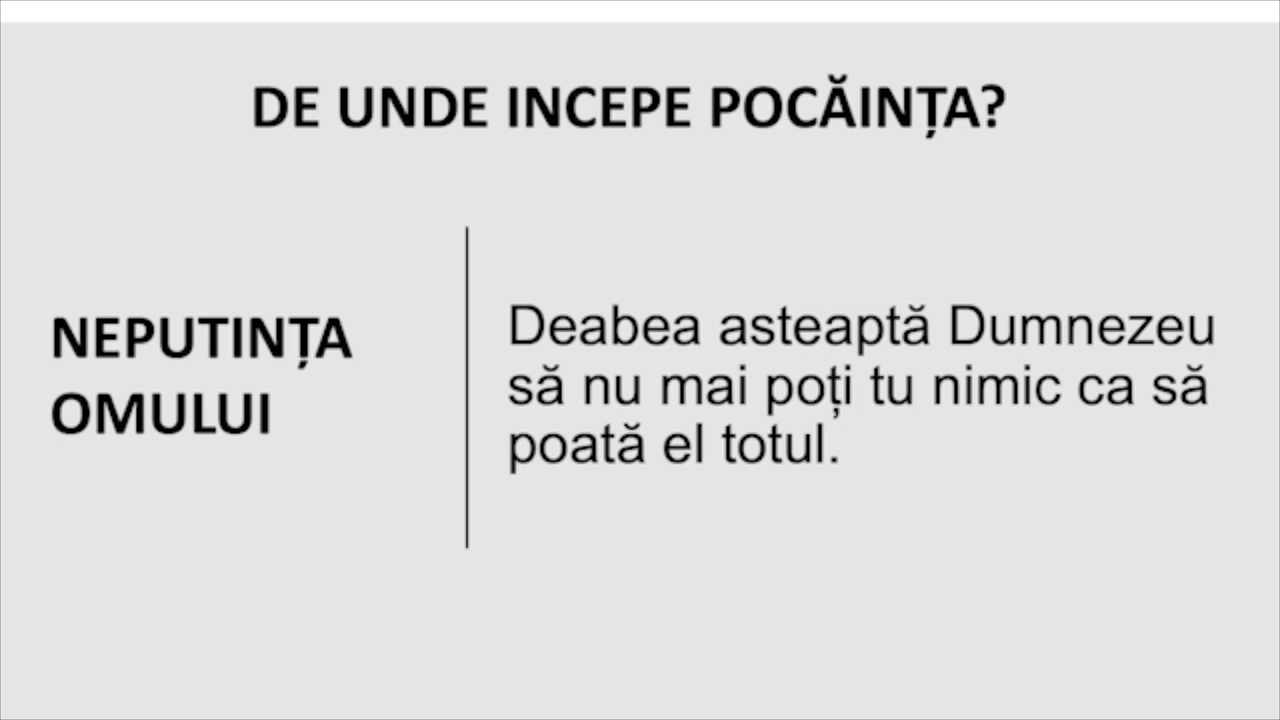 DE UNDE INCEPE POCĂINȚA?
NEPUTINȚA
OMULUI
Deabea asteaptă Dumnezeu
să nu mai poți tu nimic ca să
poată el totul.